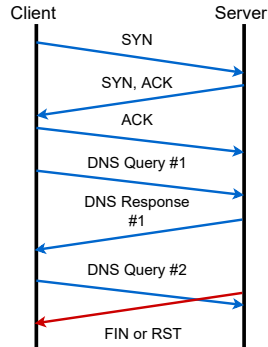 Client
Server
SYN
SYN, ACK
ACK
DNS Query #1
DNS Response
#1
DNS Query #2
FIN or RST